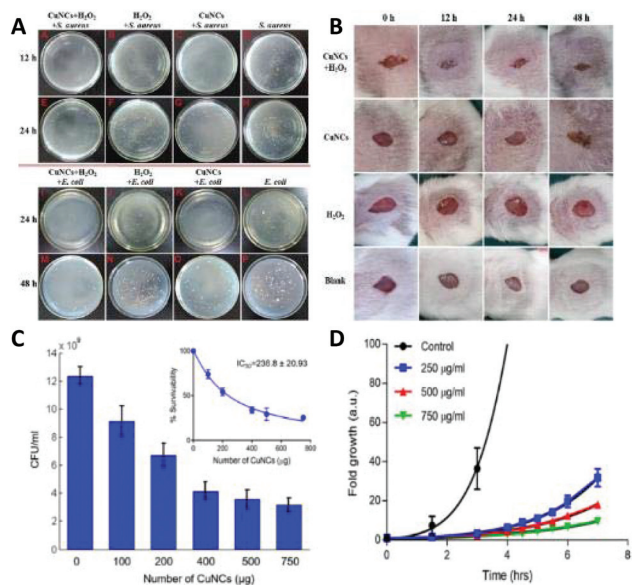 A
CuNCs+H₂O₂ H₂O₂ CuNCs S. aureus
+S. aureus +S. aureus +S. aureus
12 h
24 h
E F G H
CuNCs+H₂O₂ H₂O₂ CuNCs E. coli
+E. coli +E. coli +E. coli
24 h
48 h
M N O P
B
0 h 12 h 24 h 48 h
CuNCs
+H₂O₂
CuNCs
H₂O₂
Blank
C
× 10⁹
14
12
10
8
6
4
2
0
CFU/ml
0 100 200 400 500 750
Number of CuNCs (µg)
IC₅₀=236.8 ± 20.93
100
50
0
% Survivability
0 200 400 600 800
Number of CuNCs (µg)
D
Control
250 µg/ml
500 µg/ml
750 µg/ml
100
80
60
40
20
0
Fold growth (a.u.)
0 2 4 6 8
Time (hrs)